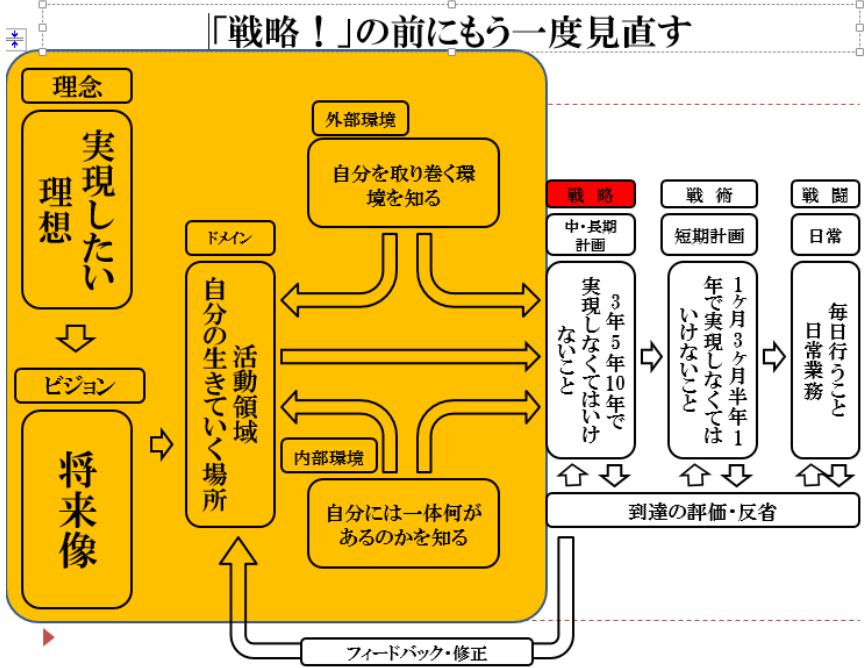 「戦略！」の前にもう一度見直す
理念
実現したい
理想
ビジョン
将来像
ドメイン
活動領域
自分の生きていく場所
外部環境
自分を取り巻く環
境を知る
内部環境
自分には一体何が
あるのかを知る
戦　略
中・長期
計画
3年5年10年で
実現しなくてはいけ
ないこと
戦　術
短期計画
1ヶ月3ヶ月半年1
年で実現しなくては
いけないこと
戦　闘
日常
毎日行うこと
日常業務
到達の評価・反省
フィードバック・修正